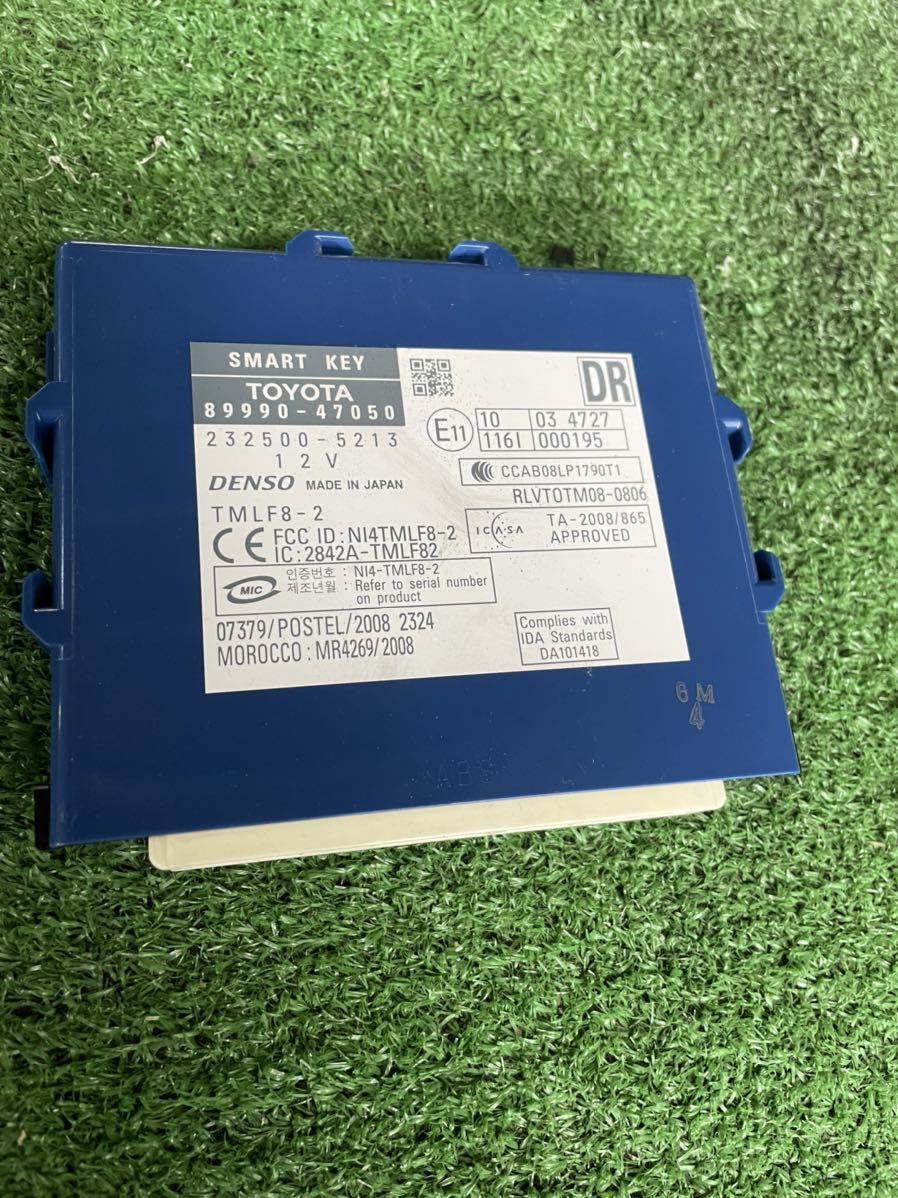 SMART KEY
TOYOTA
89990-47050
232500-5213
12V
DENSO MADE IN JAPAN
TMLF8-2
CE FCC ID : NI4TMLF8-2
IC : 2842A-TMLF82
MIC
인증번호 : NI4-TMLF8-2
제조년월 : Refer to serial number
on product
07379/POSTEL/2008 2324
MOROCCO : MR4269/2008
DR
E11
10 03 4727
116I 000195
CCAB08LP1790T1
RLVTOTM08-0806
ICASA TA-2008/865
APPROVED
Complies with
IDA Standards
DA101418
6M
4